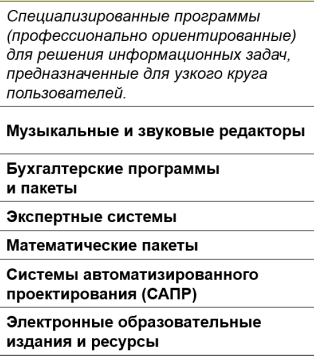 Специализированные программы
(профессионально ориентированные)
для решения информационных задач,
предназначенные для узкого круга
пользователей.
Музыкальные и звуковые редакторы
Бухгалтерские программы
и пакеты
Экспертные системы
Математические пакеты
Системы автоматизированного
проектирования (САПР)
Электронные образовательные
издания и ресурсы